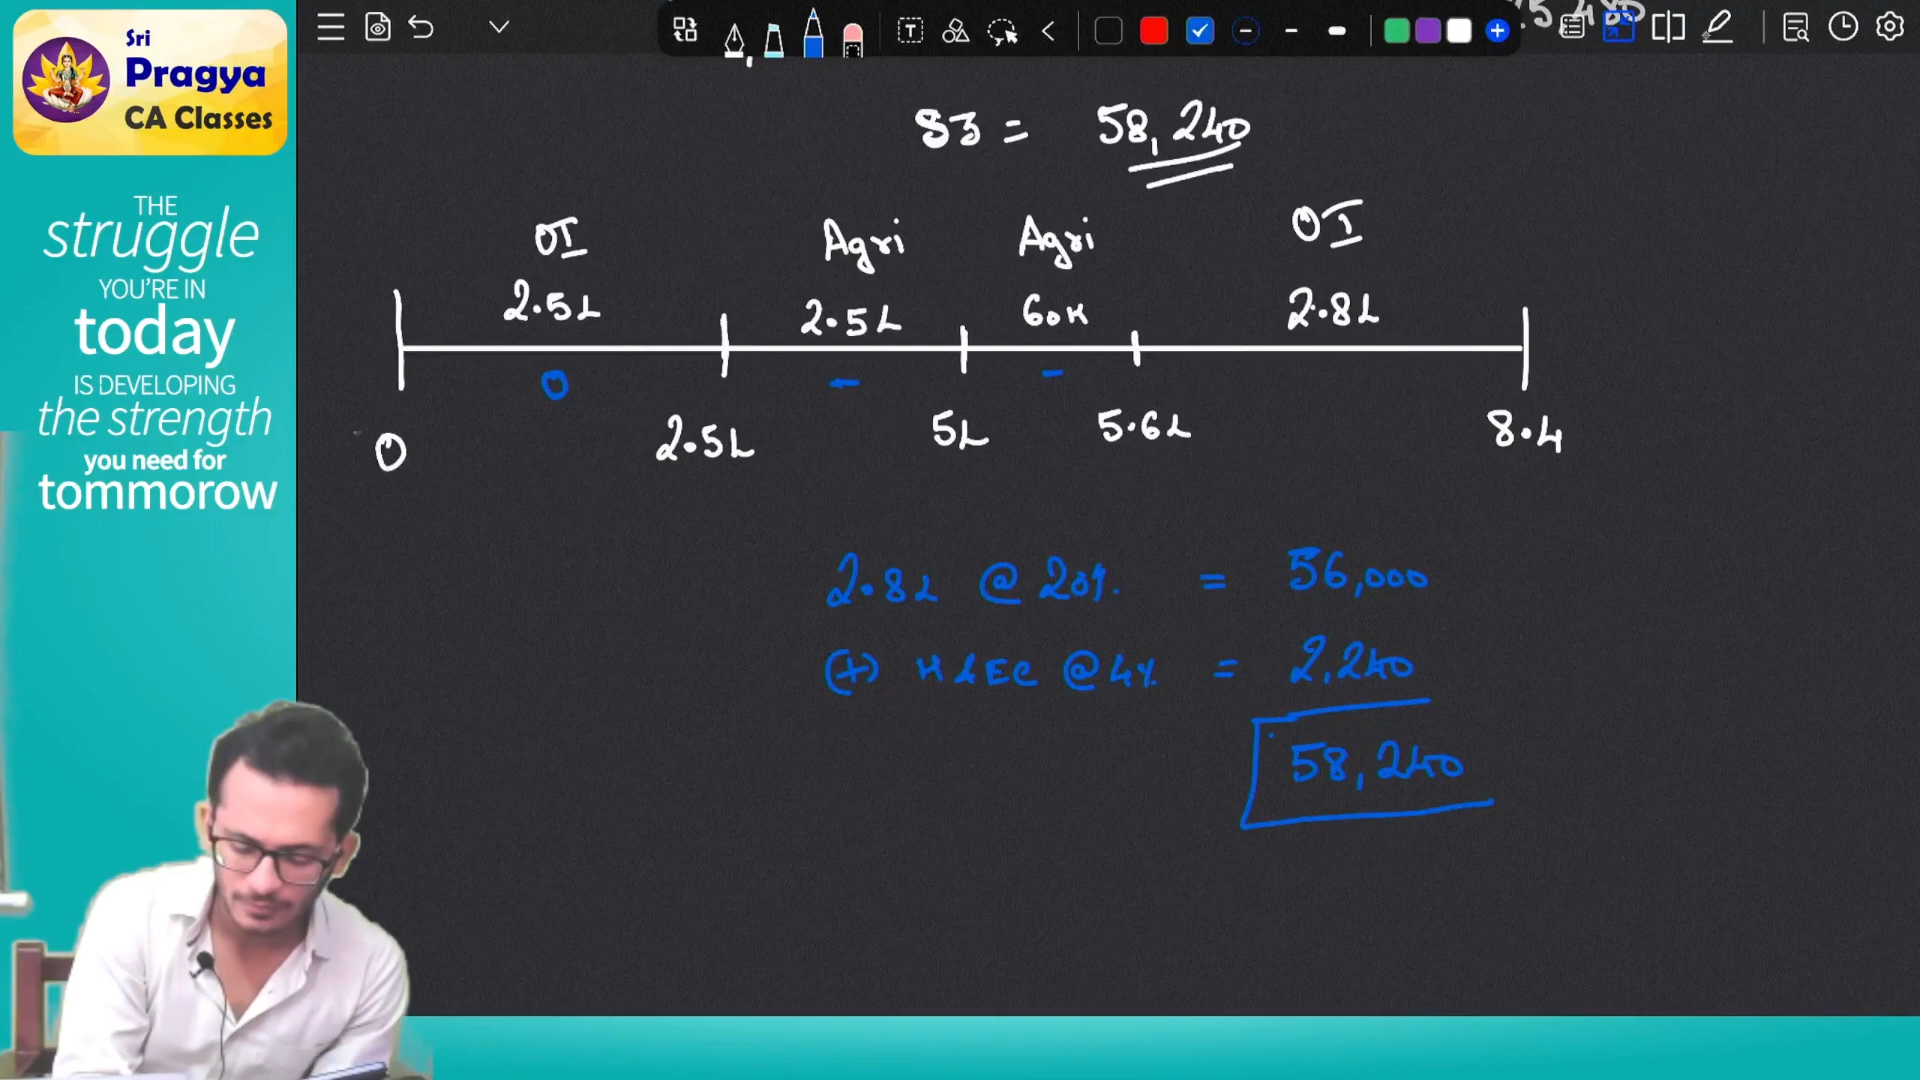 Sri
Pragya
CA Classes
THE
struggle
YOU'RE IN
today
IS DEVELOPING
the strength
you need for
tommorow
S3 = 58,240
OI Agri Agri OI
2.5L 2.5L 60K 2.8L
0 - -
0 2.5L 5L 5.6L 8.4
2.8L @ 20%. = 56,000
(+) H&EC @ 4% = 2,240
58,240